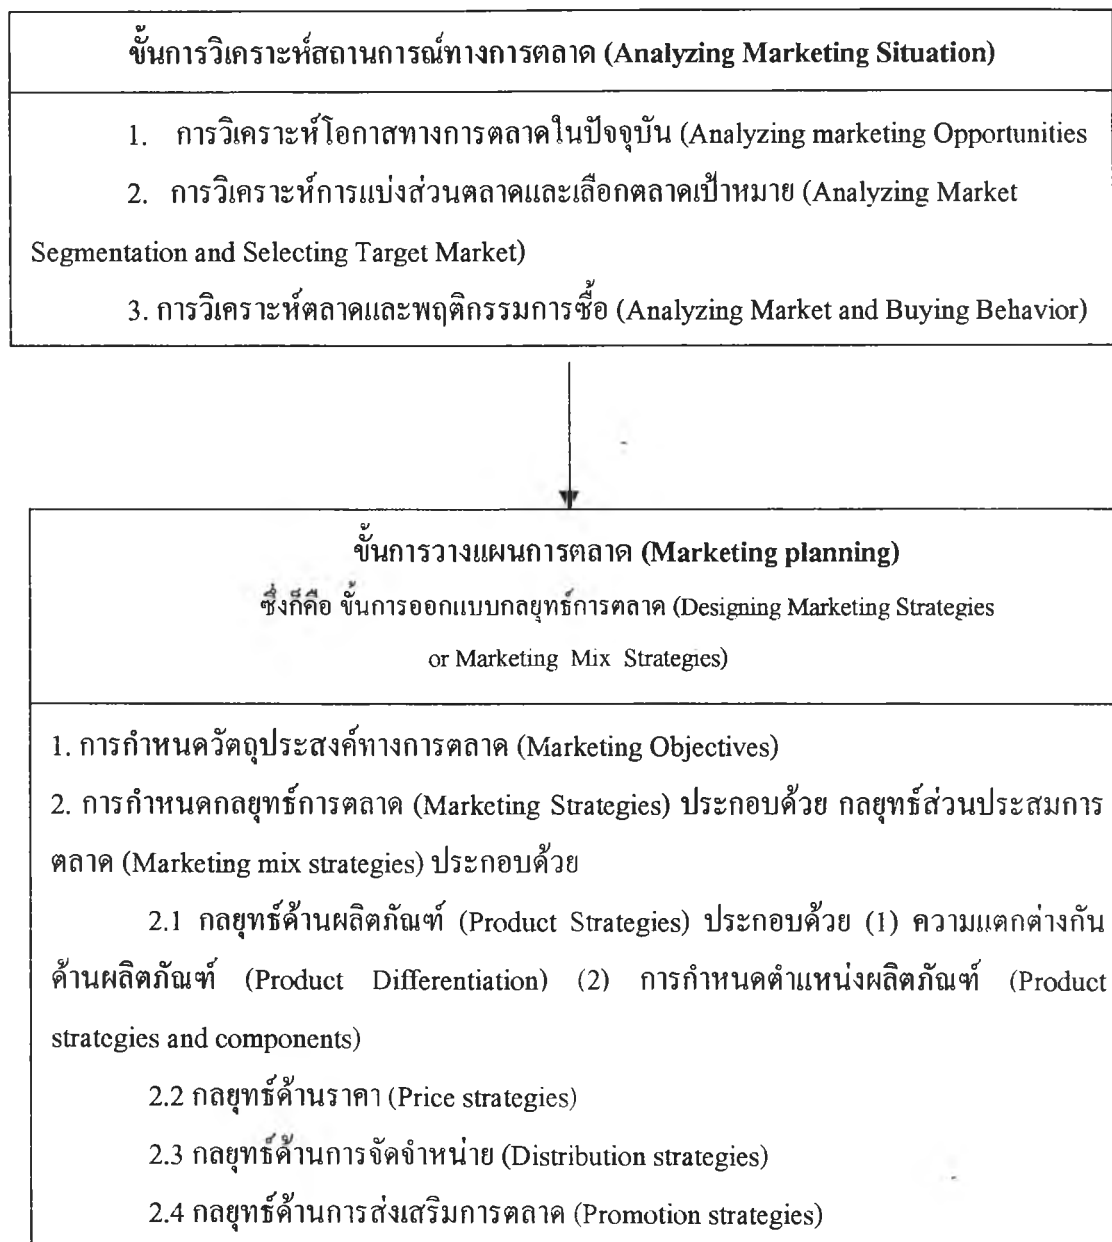 ขั้นการวิเคราะห์สถานการณ์ทางการตลาด (Analyzing Marketing Situation)
1. การวิเคราะห์โอกาสทางการตลาดในปัจจุบัน (Analyzing marketing Opportunities
2. การวิเคราะห์การแบ่งส่วนตลาดและเลือกตลาดเป้าหมาย (Analyzing Market
Segmentation and Selecting Target Market)
3. การวิเคราะห์ตลาดและพฤติกรรมการซื้อ (Analyzing Market and Buying Behavior)
ขั้นการวางแผนการตลาด (Marketing planning)
ซึ่งก็คือ ขั้นการออกแบบกลยุทธ์การตลาด (Designing Marketing Strategies
or Marketing Mix Strategies)
1. การกำหนดวัตถุประสงค์ทางการตลาด (Marketing Objectives)
2. การกำหนดกลยุทธ์การตลาด (Marketing Strategies) ประกอบด้วย กลยุทธ์ส่วนประสมการ
ตลาด (Marketing mix strategies) ประกอบด้วย
2.1 กลยุทธ์ด้านผลิตภัณฑ์ (Product Strategies) ประกอบด้วย (1) ความแตกต่างกัน
ด้านผลิตภัณฑ์ (Product Differentiation) (2) การกำหนดตำแหน่งผลิตภัณฑ์ (Product
strategies and components)
2.2 กลยุทธ์ด้านราคา (Price strategies)
2.3 กลยุทธ์ด้านการจัดจำหน่าย (Distribution strategies)
2.4 กลยุทธ์ด้านการส่งเสริมการตลาด (Promotion strategies)